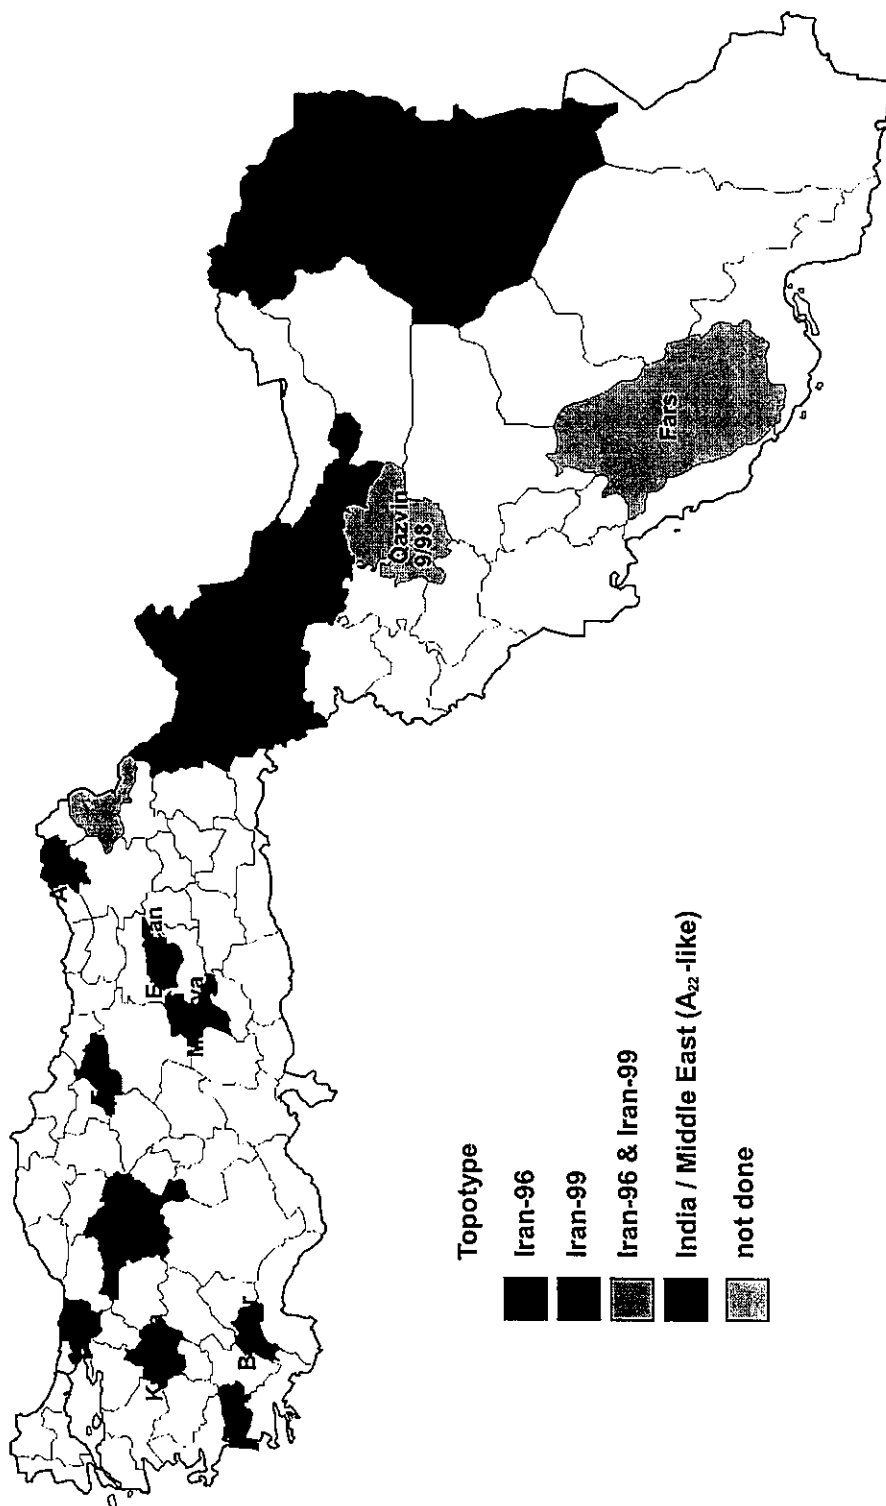 Fars
Qazvin
9/98
Topotype
Iran-96
Iran-99
Iran-96 & Iran-99
India / Middle East (A₂₂-like)
not done